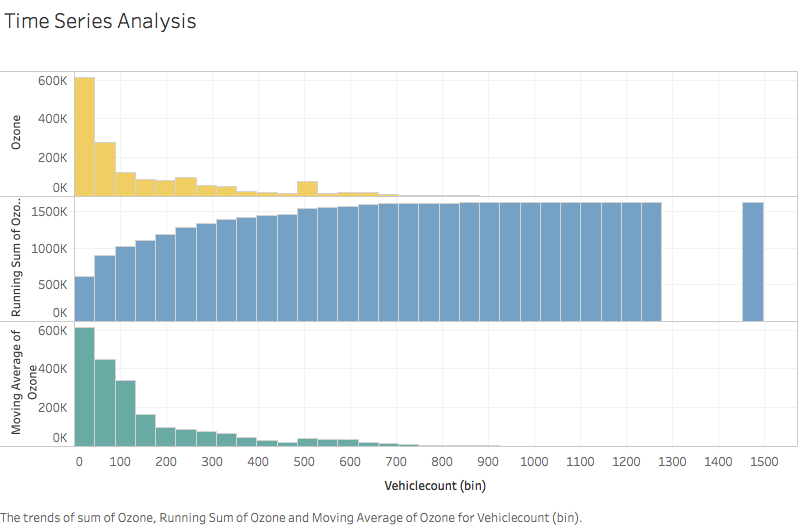 Time Series Analysis
600K
400K
200K
0K
Ozone
1500K
1000K
500K
0K
Running Sum of Ozo..
600K
400K
200K
0K
Moving Average of
Ozone
0 100 200 300 400 500 600 700 800 900 1000 1100 1200 1300 1400 1500
Vehiclecount (bin)
The trends of sum of Ozone, Running Sum of Ozone and Moving Average of Ozone for Vehiclecount (bin).